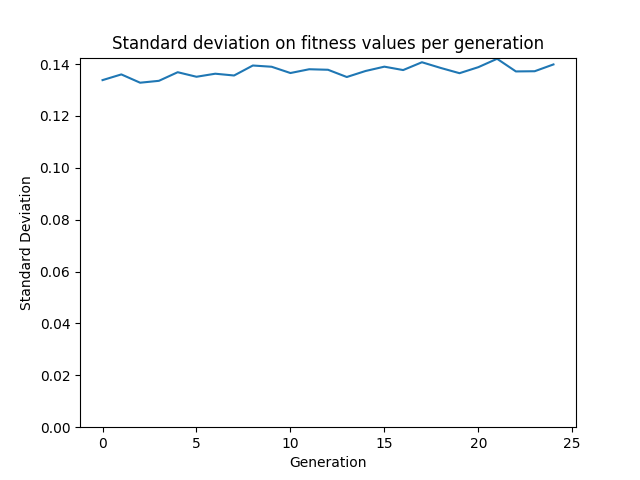 Standard deviation on fitness values per generation
0.14
0.12
0.10
0.08
0.06
0.04
0.02
0.00
Standard Deviation
0 5 10 15 20 25
Generation